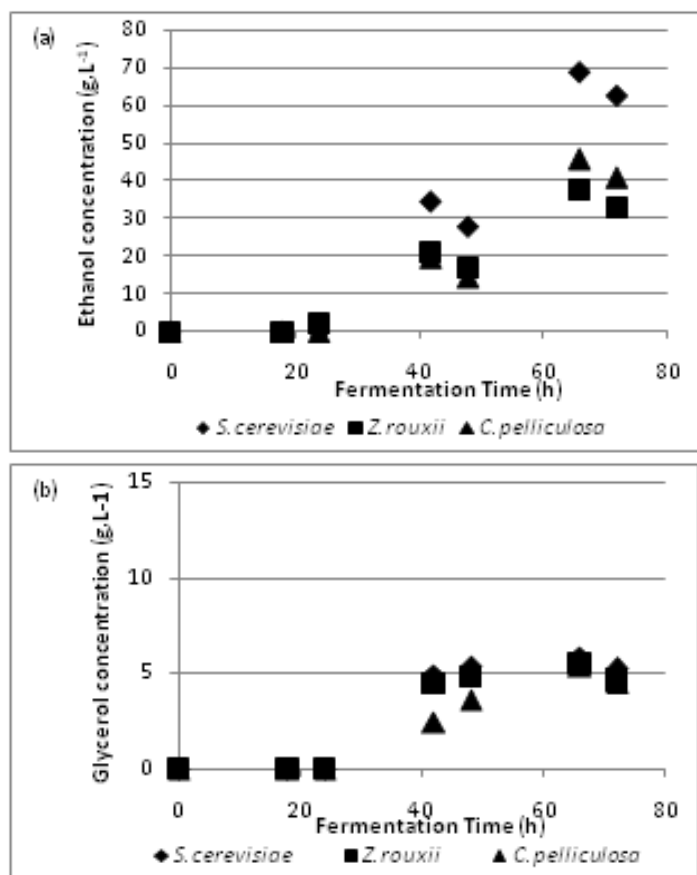 (a)
Ethanol concentration (g.L⁻¹)
80
70
60
50
40
30
20
10
0
0 20 40 60 80
Fermentation Time (h)
S.cerevisiae Z.rouxii C.pelliculosa
(b)
Glycerol concentration (g.L-1)
15
10
5
0
0 20 40 60 80
Fermentation Time (h)
S.cerevisiae Z.rouxii C.pelliculosa